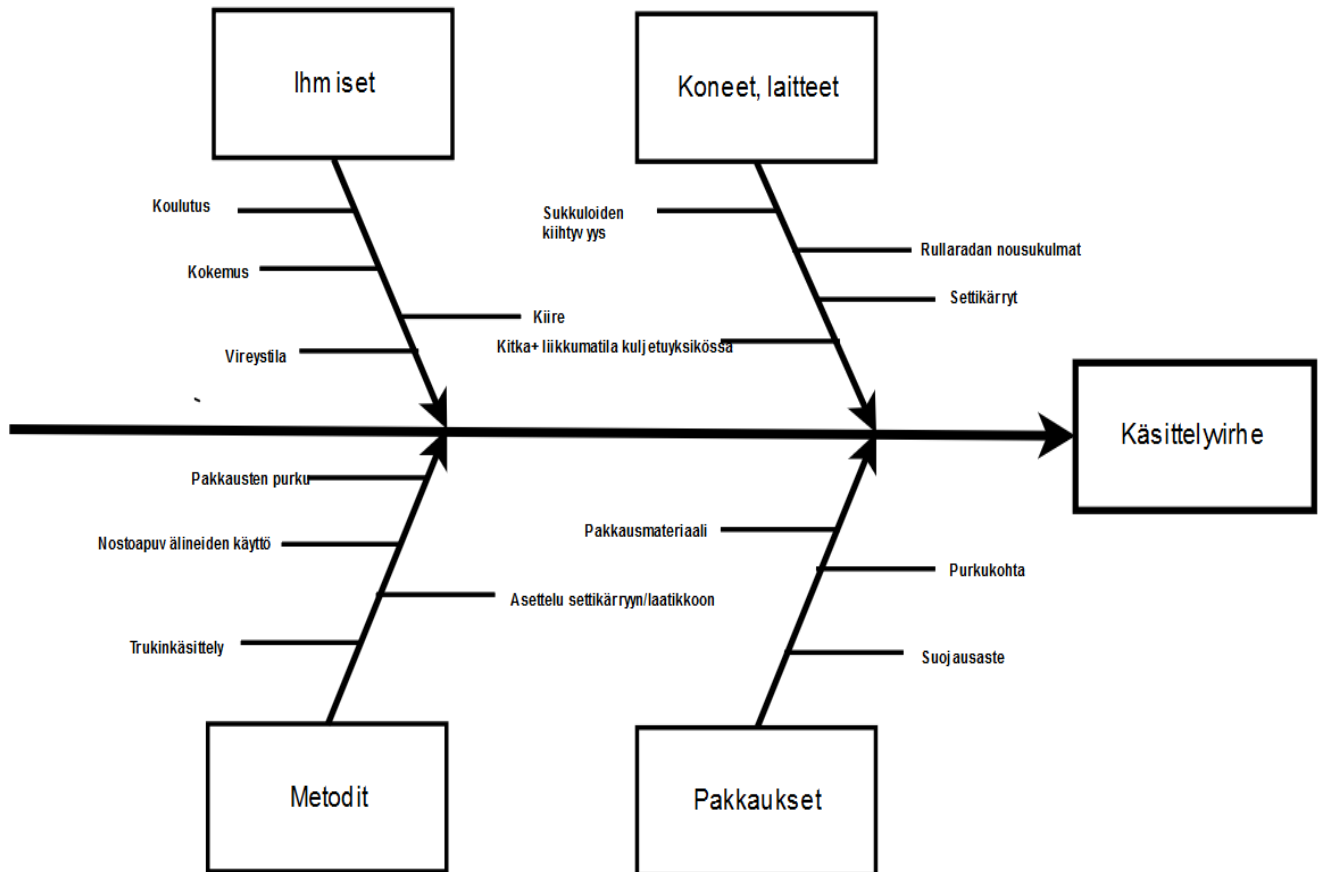 Ihmiset
Koneet, laitteet
Koulutus
Sukkuloiden
kiihtyvyys
Rullaradan nousukulmat
Kokemus
Settikärryt
Kiire
Kitka+ liikkumatila kuljetuyksikössä
Vireystila
Käsittelyvirhe
Pakkausten purku
Pakkausmateriaali
Nostoapuvälineiden käyttö
Purkukohta
Asettelu settikärryyn/laatikkoon
Trukinkäsittely
Suojausaste
Metodit
Pakkaukset